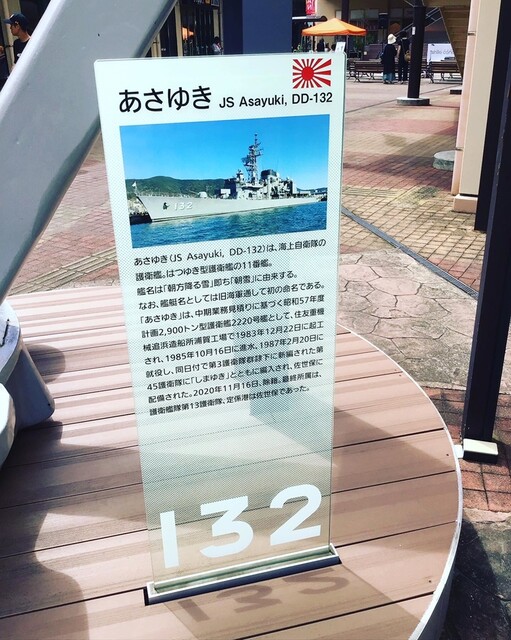 あさゆき JS Asayuki, DD-132
132
あさゆき(JS Asayuki, DD-132)は、海上自衛隊の
護衛艦。はつゆき型護衛艦の11番艦。
艦名は「朝方降る雪」即ち「朝雪」に由来する。
なお、艦艇名としては旧海軍通して初の命名である。
「あさゆき」は、中期業務見積りに基づく昭和57年度
計画2,900トン型護衛艦2220号艦として、住友重機
械追浜造船所浦賀工場で1983年12月22日に起工
され、1985年10月16日に進水、1987年2月20日に
就役し、同日付で第3護衛隊群隷下に新編された第
45護衛隊に「しまゆき」とともに編入され、佐世保に
配備された。2020年11月16日、除籍。最終所属は、
護衛艦隊第13護衛隊、定係港は佐世保であった。
132